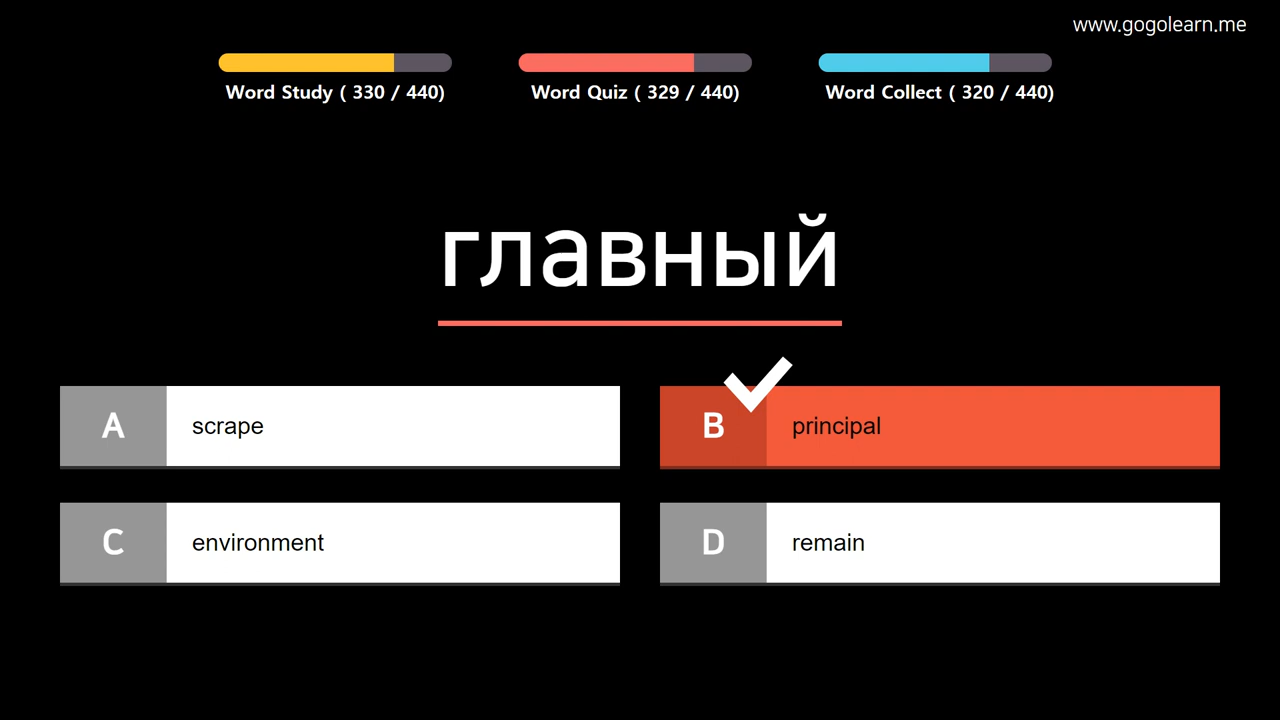 www.gogolearn.me
Word Study ( 330 / 440)
Word Quiz ( 329 / 440)
Word Collect ( 320 / 440)
главный
A scrape
B principal
C environment
D remain